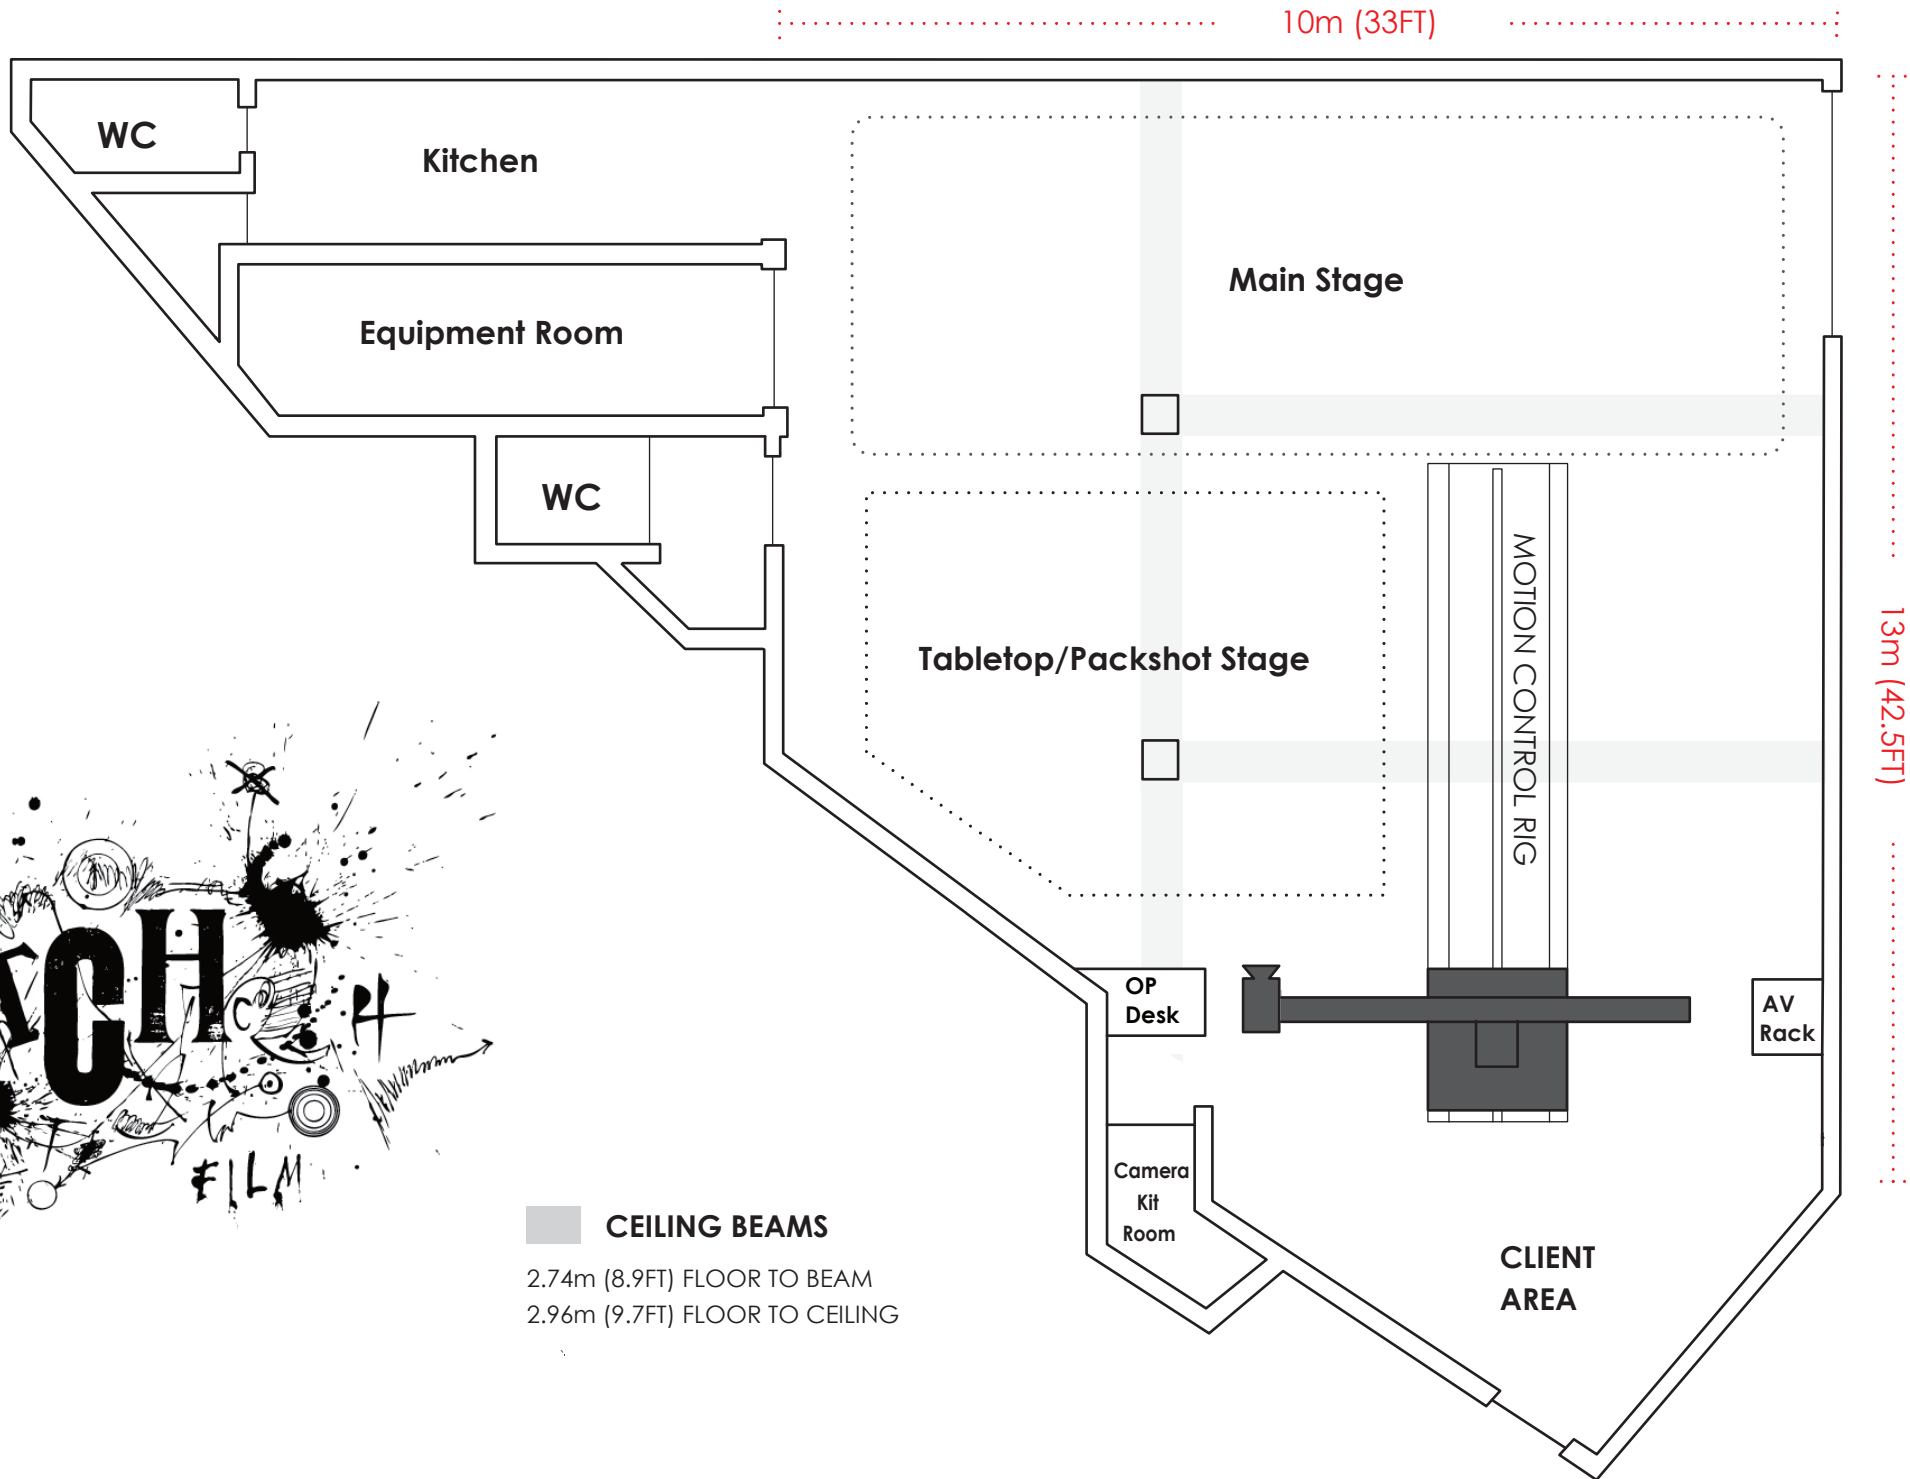 10m (33FT)
WC
Kitchen
Main Stage
Equipment Room
WC
MOTION CONTROL RIG
13m (42.5FT)
Tabletop/Packshot Stage
OP
Desk
AV
Rack
Camera
Kit
Room
FILM
CEILING BEAMS
2.74m (8.9FT) FLOOR TO BEAM
2.96m (9.7FT) FLOOR TO CEILING
CLIENT
AREA